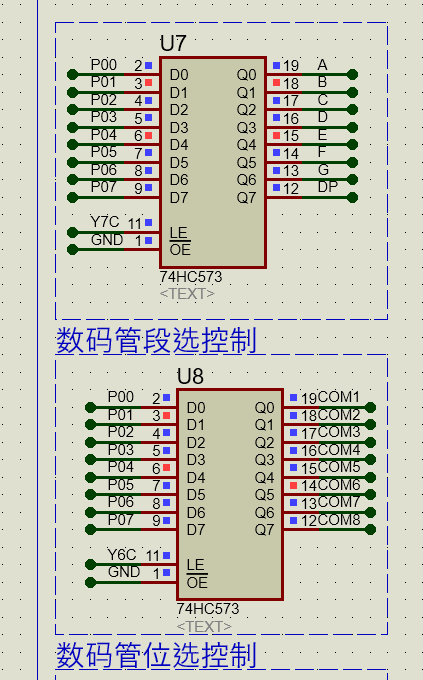 U7
P00 2 D0 Q0 19 A
P01 3 D1 Q1 18 B
P02 4 D2 Q2 17 C
P03 5 D3 Q3 16 D
P04 6 D4 Q4 15 E
P05 7 D5 Q5 14 F
P06 8 D6 Q6 13 G
P07 9 D7 Q7 12 DP
Y7C 11 LE
GND 1 OE
74HC573
<TEXT>
数码管段选控制
U8
P00 2 D0 Q0 19 COM1
P01 3 D1 Q1 18 COM2
P02 4 D2 Q2 17 COM3
P03 5 D3 Q3 16 COM4
P04 6 D4 Q4 15 COM5
P05 7 D5 Q5 14 COM6
P06 8 D6 Q6 13 COM7
P07 9 D7 Q7 12 COM8
Y6C 11 LE
GND 1 OE
74HC573
<TEXT>
数码管位选控制